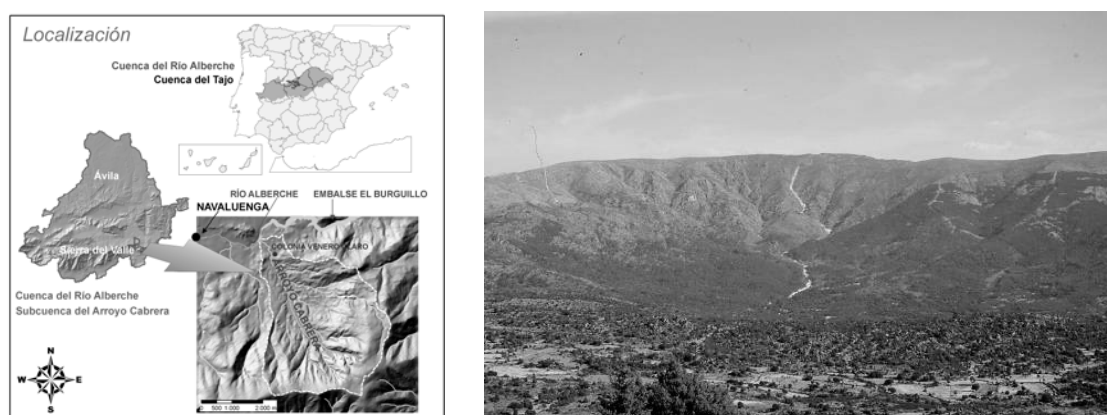 Localización
Cuenca del Río Alberche
Cuenca del Tajo
Ávila
Sierra del Valle
RÍO ALBERCHE
EMBALSE EL BURGUILLO
NAVALUENGA
COLONIA VENERO CLARO
ARROYO CABRERA
Cuenca del Río Alberche
Subcuenca del Arroyo Cabrera
N
W
E
S
0 500 1.000 2.000 m